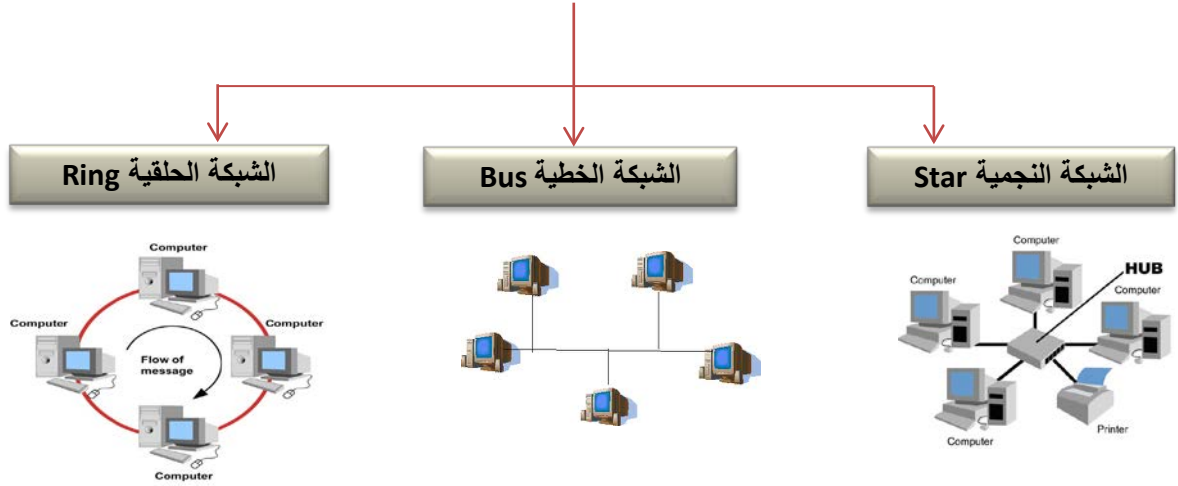 الشبكة النجمية Star
الشبكة الخطية Bus
الشبكة الحلقية Ring
Computer
HUB
Computer
Computer
Computer
Printer
Computer
Computer
Computer
Flow of
message
Computer